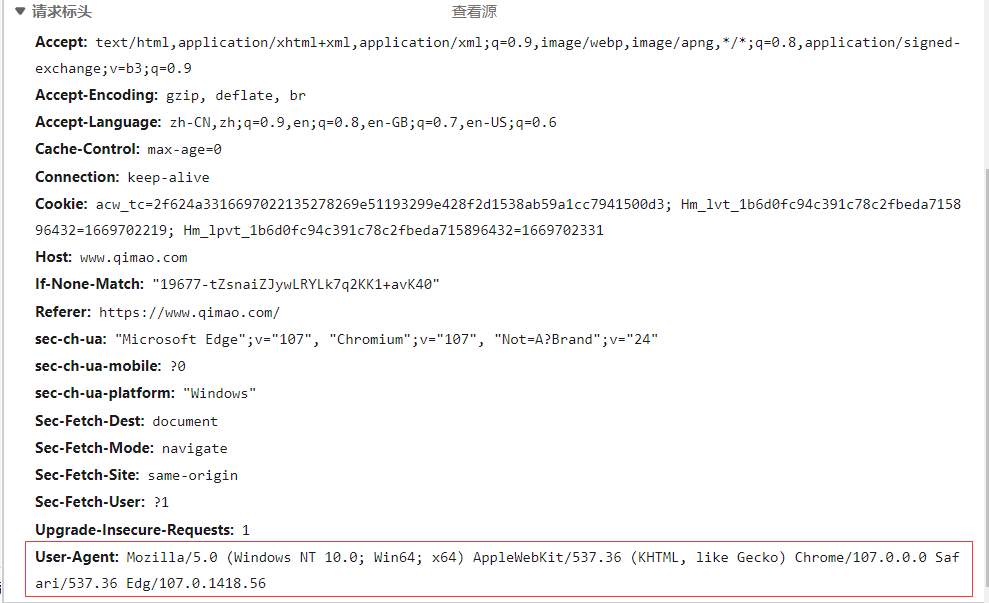 ▼ 请求标头 查看源
Accept: text/html,application/xhtml+xml,application/xml;q=0.9,image/webp,image/apng,*/*;q=0.8,application/signed-
exchange;v=b3;q=0.9
Accept-Encoding: gzip, deflate, br
Accept-Language: zh-CN,zh;q=0.9,en;q=0.8,en-GB;q=0.7,en-US;q=0.6
Cache-Control: max-age=0
Connection: keep-alive
Cookie: acw_tc=2f624a3316697022135278269e51193299e428f2d1538ab59a1cc7941500d3; Hm_lvt_1b6d0fc94c391c78c2fbeda7158
96432=1669702219; Hm_lpvt_1b6d0fc94c391c78c2fbeda715896432=1669702331
Host: www.qimao.com
If-None-Match: "19677-tZsnaiZJywLRYLk7q2KK1+avK40"
Referer: https://www.qimao.com/
sec-ch-ua: "Microsoft Edge";v="107", "Chromium";v="107", "Not=A?Brand";v="24"
sec-ch-ua-mobile: ?0
sec-ch-ua-platform: "Windows"
Sec-Fetch-Dest: document
Sec-Fetch-Mode: navigate
Sec-Fetch-Site: same-origin
Sec-Fetch-User: ?1
Upgrade-Insecure-Requests: 1
User-Agent: Mozilla/5.0 (Windows NT 10.0; Win64; x64) AppleWebKit/537.36 (KHTML, like Gecko) Chrome/107.0.0.0 Saf
ari/537.36 Edg/107.0.1418.56